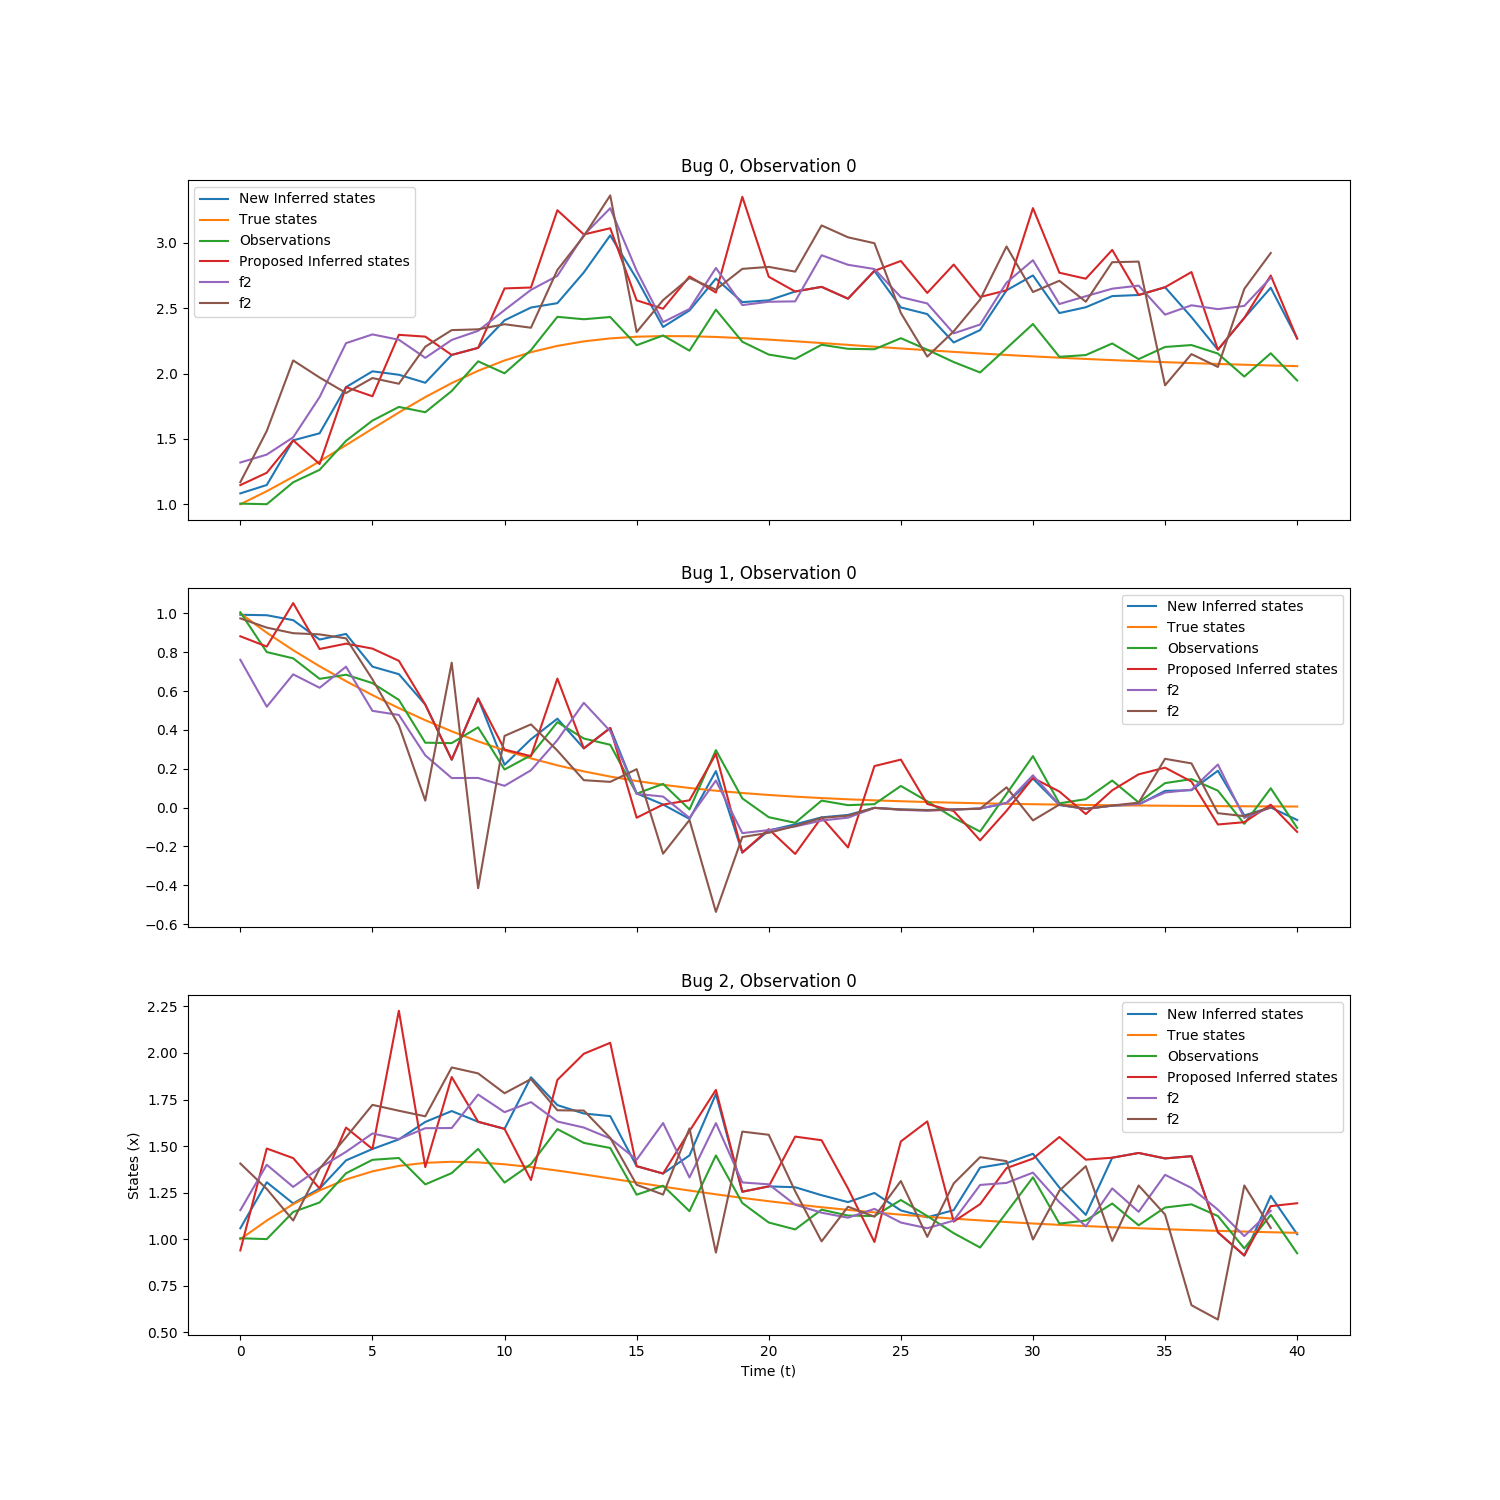 Bug 0, Observation 0
New Inferred states
True states
Observations
Proposed Inferred states
f2
f2
3.0
2.5
2.0
1.5
1.0
Bug 1, Observation 0
New Inferred states
True states
Observations
Proposed Inferred states
f2
f2
1.0
0.8
0.6
0.4
0.2
0.0
−0.2
−0.4
−0.6
Bug 2, Observation 0
New Inferred states
True states
Observations
Proposed Inferred states
f2
f2
2.25
2.00
1.75
1.50
1.25
1.00
0.75
0.50
States (x)
0 5 10 15 20 25 30 35 40
Time (t)